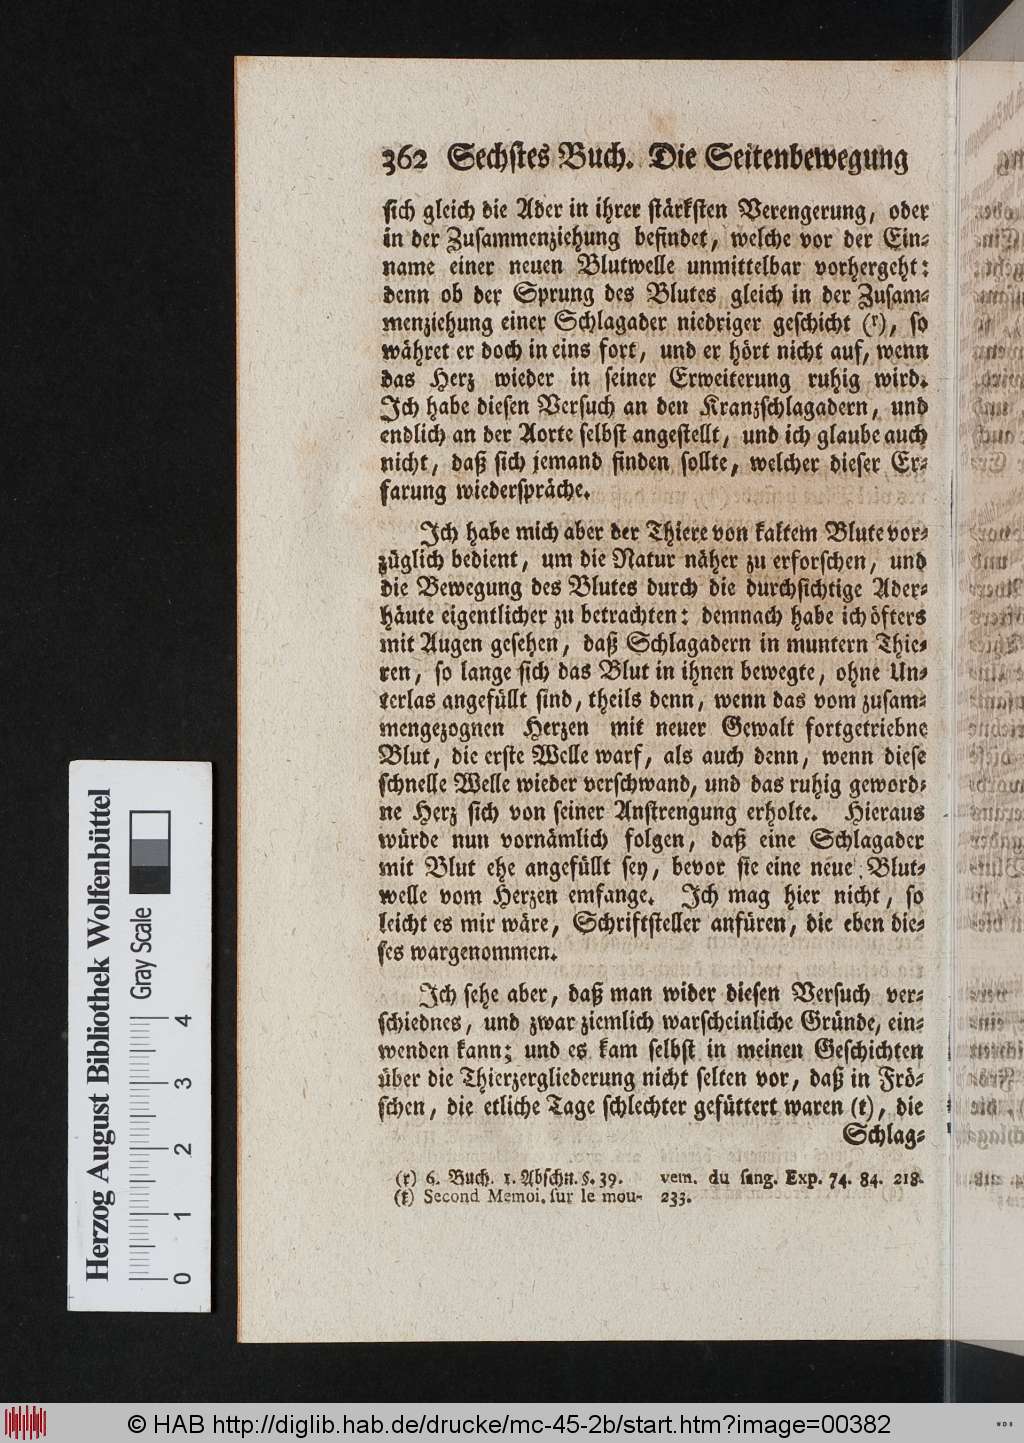 362 Sechstes Buch. Die Seitenbewegung
sich gleich die Ader in ihrer stärksten Verengerung, oder
in der Zusammenziehung befindet, welche vor der Ein-
name einer neuen Blutwelle unmittelbar vorhergeht:
denn ob der Sprung des Blutes gleich in der Zusam-
menziehung einer Schlagader niedriger geschicht (r), so
währet er doch in eins fort, und er hört nicht auf, wenn
das Herz wieder in seiner Erweiterung ruhig wird.
Ich habe diesen Versuch an den Kranzschlagadern, und
endlich an der Aorte selbst angestellt, und ich glaube auch
nicht, daß sich jemand finden sollte, welcher dieser Er-
farung wiederspräche.
Ich habe mich aber der Thiere von kaltem Blute vor-
züglich bedient, um die Natur näher zu erforschen, und
die Bewegung des Blutes durch die durchsichtige Ader-
häute eigentlicher zu betrachten: demnach habe ich öfters
mit Augen gesehen, daß Schlagadern in muntern Thie-
ren, so lange sich das Blut in ihnen bewegte, ohne Un-
terlas angefüllt sind, theils denn, wenn das vom zusam-
mengezognen Herzen mit neuer Gewalt fortgetriebne
Blut, die erste Welle warf, als auch denn, wenn diese
schnelle Welle wieder verschwand, und das ruhig geword-
ne Herz sich von seiner Anstrengung erholte. Hieraus
würde nun vornämlich folgen, daß eine Schlagader
mit Blut ehe angefüllt sey, bevor sie eine neue Blut-
welle vom Herzen emfange. Ich mag hier nicht, so
leicht es mir wäre, Schriftsteller anfüren, die eben die-
ses wargenommen.
Ich sehe aber, daß man wider diesen Versuch ver-
schiednes, und zwar ziemlich warscheinliche Gründe, ein-
wenden kann; und es kam selbst in meinen Geschichten
über die Thierzergliederung nicht selten vor, daß in Frö-
schen, die etliche Tage schlechter gefüttert waren (t), die
Schlag-
(r) 6. Buch. 1. Abschn. §. 39.
(t) Second Memoi. sur le mou-
vem. du sang. Exp. 74. 84. 218.
233.
Herzog August Bibliothek Wolfenbüttel
Gray Scale
0 1 2 3 4
© HAB http://diglib.hab.de/drucke/mc-45-2b/start.htm?image=00382